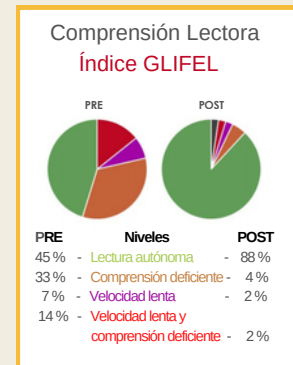 Comprensión Lectora
Índice GLIFEL
PRE POST
PRE Niveles POST
45 % - Lectura autónoma - 88 %
33 % - Comprensión deficiente - 4 %
7 % - Velocidad lenta - 2 %
14 % - Velocidad lenta y
comprensión deficiente - 2 %